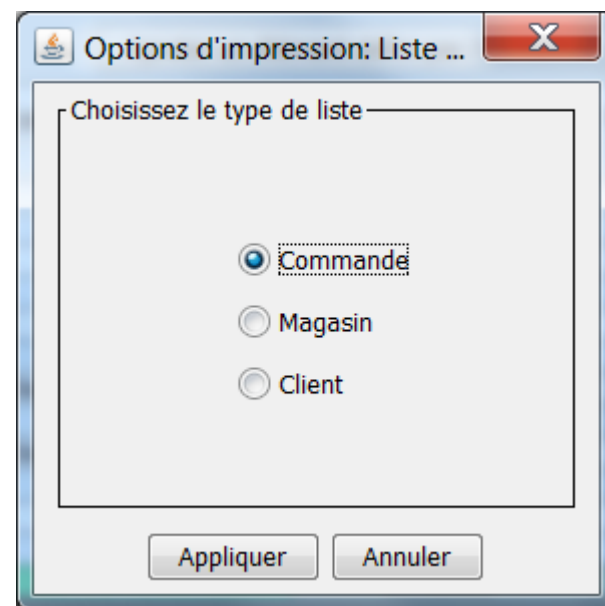 Options d'impression: Liste ...
Choisissez le type de liste
Commande
Magasin
Client
Appliquer
Annuler